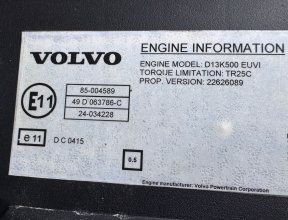 VOLVO
ENGINE INFORMATION
ENGINE MODEL: D13K500 EUVI
TORQUE LIMITATION: TR25C
PROP. VERSION: 22626089
E11
85-004589
49 D 063786-C
24-034228
e 11
D C 0415
0.5
Engine manufacturer: Volvo Powertrain Corporation